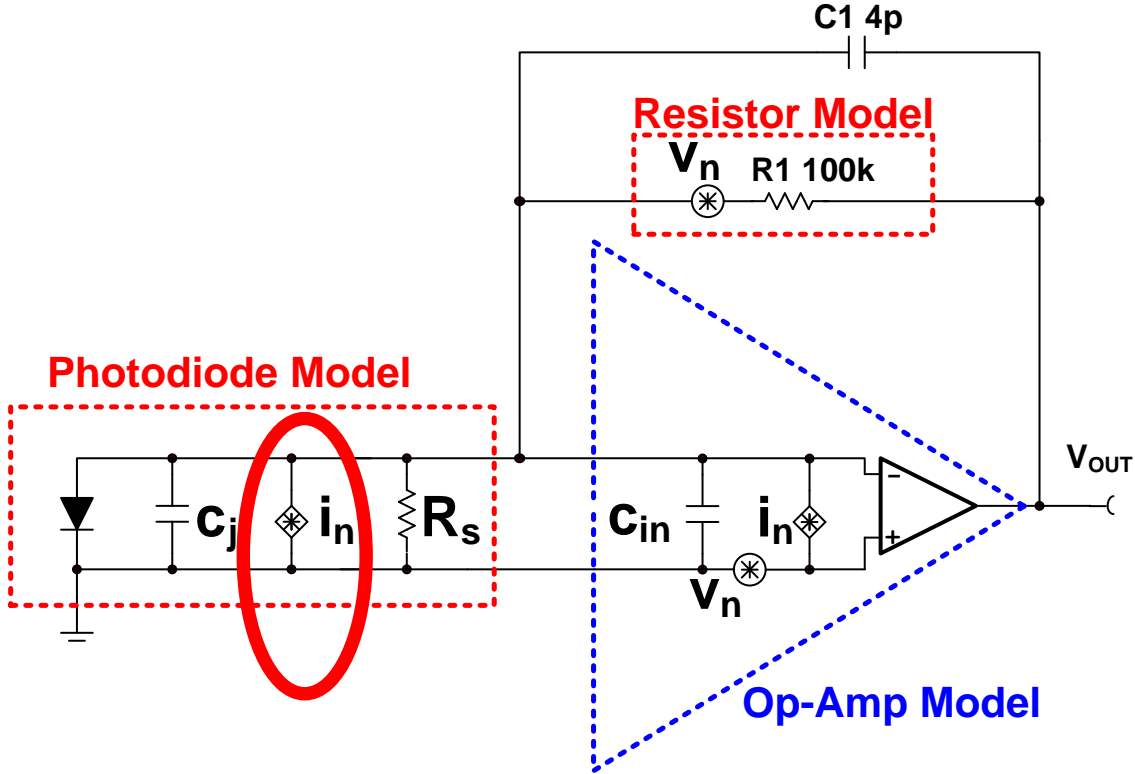 C1 4p
Resistor Model
vn
R1 100k
Photodiode Model
cj
in
Rs
cin
in
vn
-
+
VOUT
Op-Amp Model